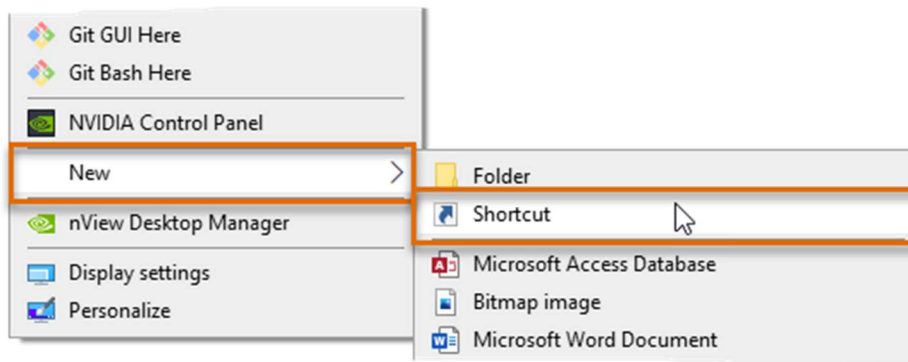 Git GUI Here
Git Bash Here
NVIDIA Control Panel
New
nView Desktop Manager
Display settings
Personalize
Folder
Shortcut
Microsoft Access Database
Bitmap image
Microsoft Word Document